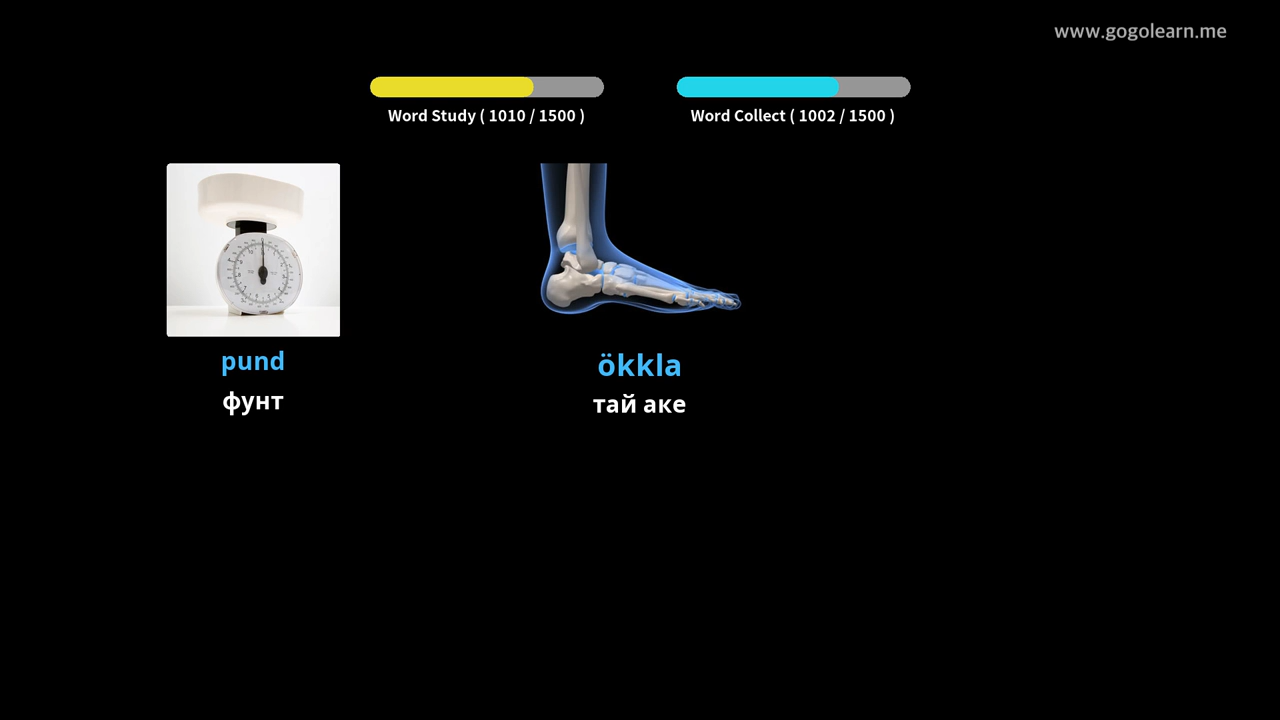 www.gogolearn.me
Word Study ( 1010 / 1500 )
Word Collect ( 1002 / 1500 )
pund
фунт
ökkla
тай аке